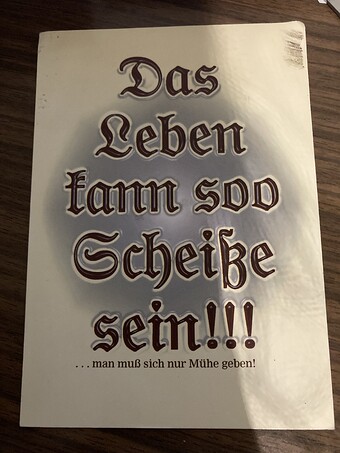 Das
Leben
kann soo
Scheiße
sein!!!
...man muß sich nur Mühe geben!